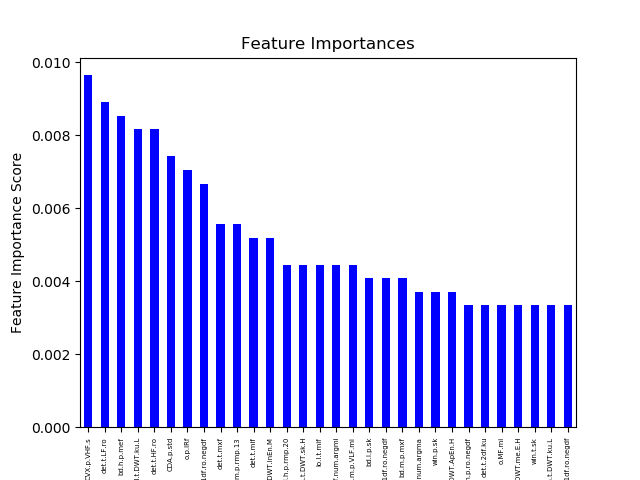 Feature Importances
Feature Importance Score
0.010
0.008
0.006
0.004
0.002
0.000
CVX.p.VHF.s
det.t.LF.ro
bd.h.p.mef
l.t.DWT.ku.L
det.t.HF.ro
CDA.p.std
o.p.IRf
1df.ro.negdf
det.t.mxf
m.p.rmp.13
det.t.mif
DWT.InEn.M
.h.p.rmp.20
.t.DWT.sk.H
lo.l.t.mif
.num.argmi
m.p.VLF.mi
bd.l.p.sk
1df.ro.negdf
bd.m.p.mxf
num.argma
win.p.sk
DWT.ApEn.H
n.p.ro.negdf
det.t.2df.ku
o.MF.mi
DWT.me.E.H
win.t.sk
.t.DWT.ku.L
1df.ro.negdf